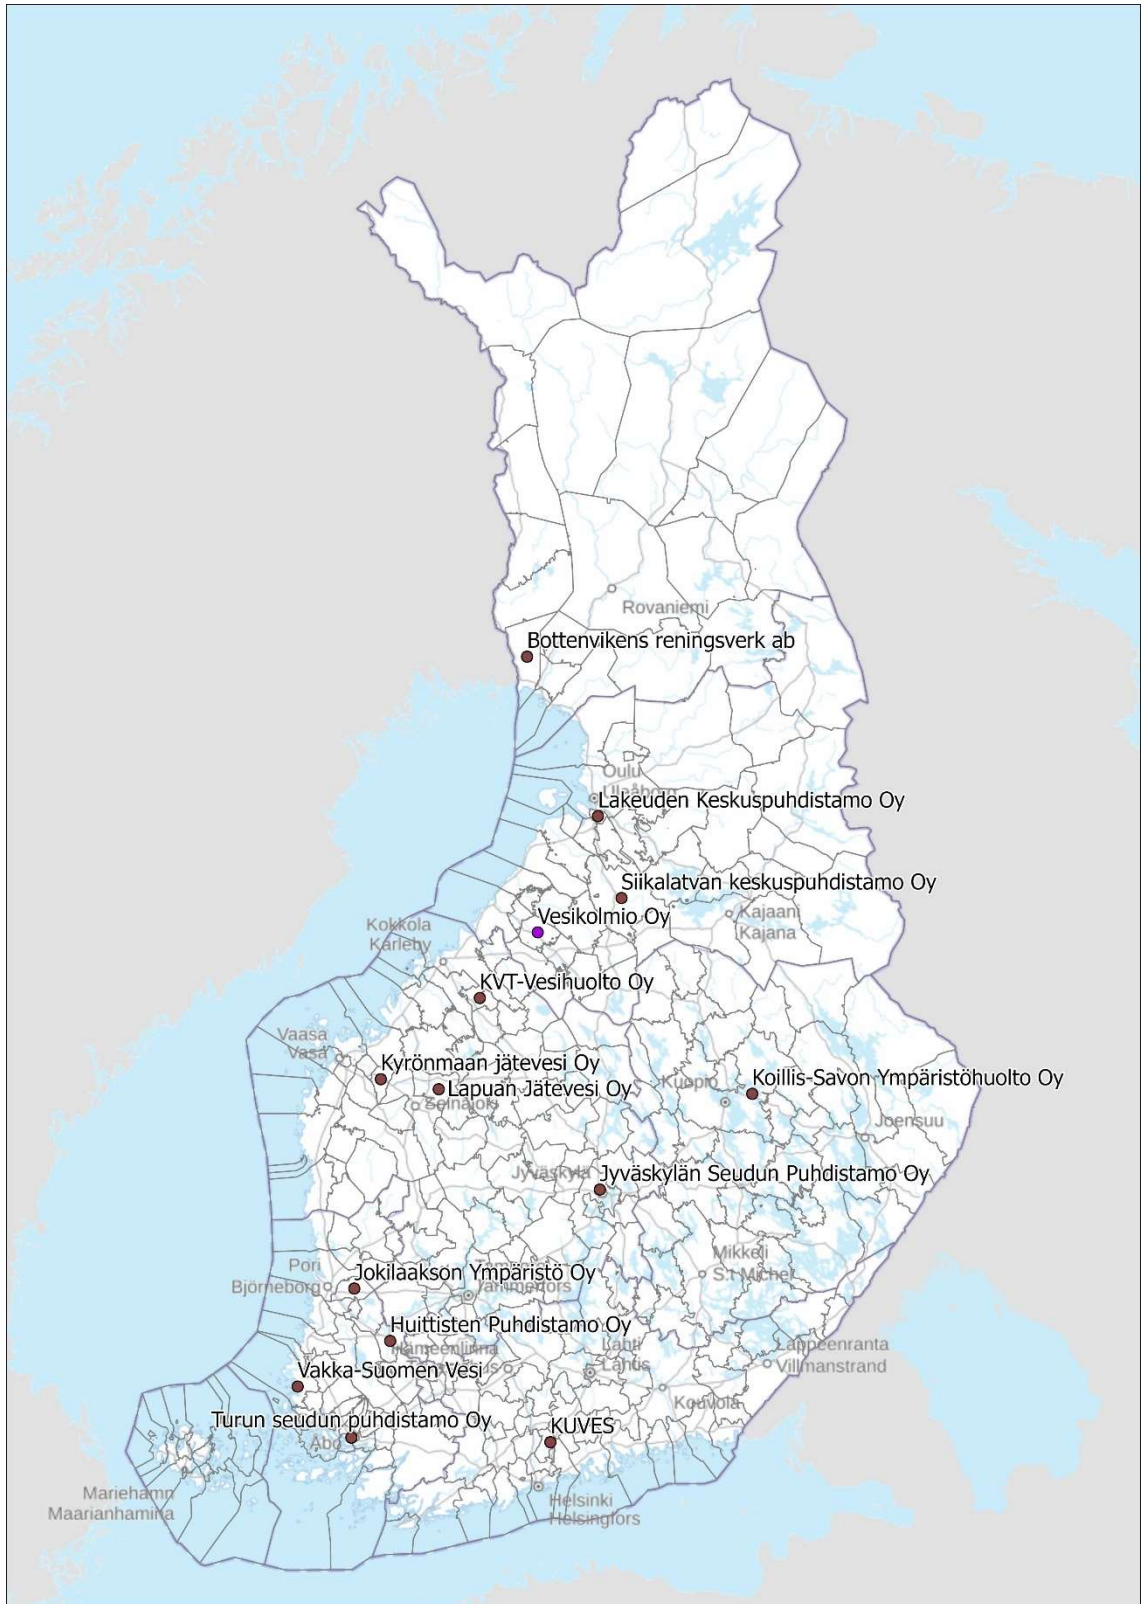 Rovaniemi
Bottenvikens reningsverk ab
Oulu
Uleåborg
Lakeuden Keskuspuhdistamo Oy
Siikalatvan keskuspuhdistamo Oy
Vesikolmio Oy
Kajaani
Kajana
Kokkola
Karleby
KVT-Vesihuolto Oy
Vaasa
Vasa
Kyrönmaan jätevesi Oy
Lapuan Jätevesi Oy
Seinäjoki
Koillis-Savon Ympäristöhuolto Oy
Kuopio
Joensuu
Jyväskylä
Jyväskylän Seudun Puhdistamo Oy
Mikkeli
S:t Michel
Pori
Björneborg
Jokilaakson Ympäristö Oy
Tammerfors
Huittisten Puhdistamo Oy
Hämeenlinna
Lahti
Lahtis
Lappeenranta
Villmanstrand
Vakka-Suomen Vesi
Kouvola
Turun seudun puhdistamo Oy
Åbo
KUVES
Mariehamn
Maarianhamina
Helsinki
Helsingfors